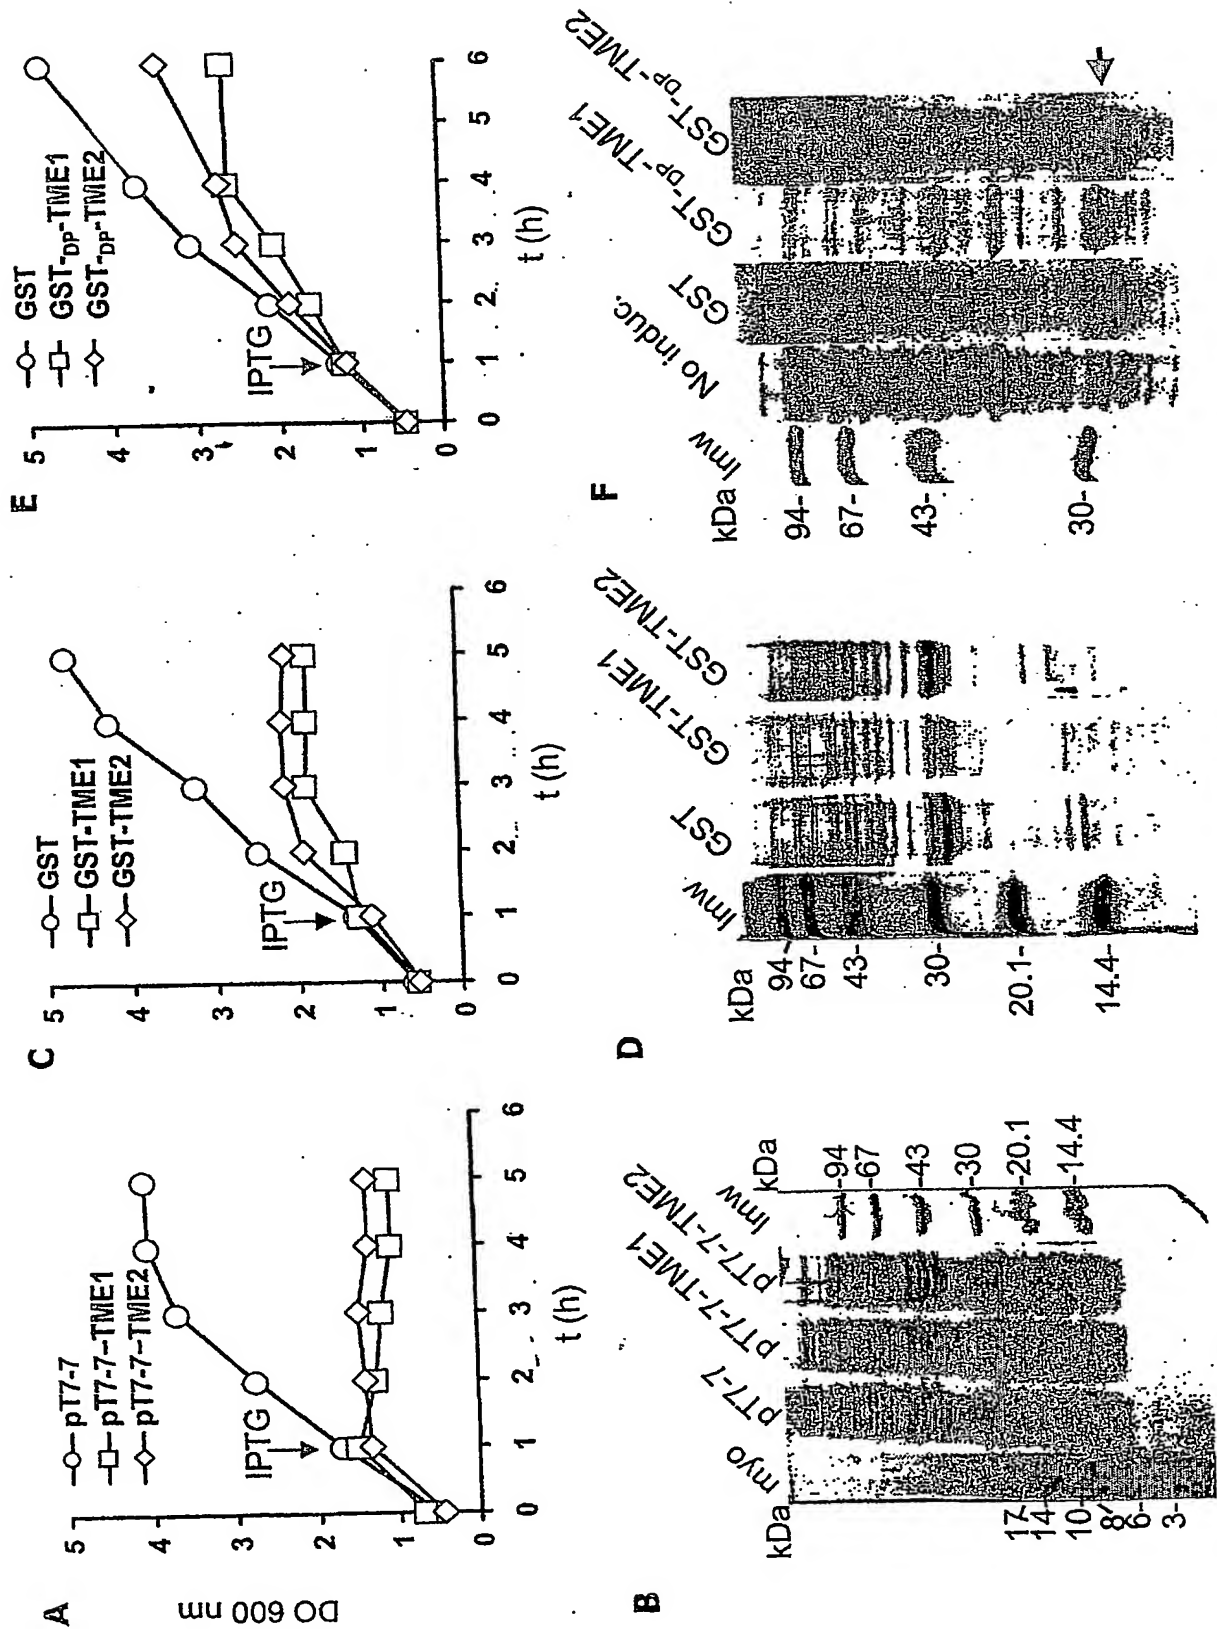 A
DO 600 nm
pT7-7
pT7-7-TME1
pT7-7-TME2
IPTG
5
4
3
2
1
0
0 1 2 3 4 5 6
t (h)
C
GST
GST-TME1
GST-TME2
IPTG
5
4
3
2
1
0
0 1 2 3 4 5 6
t (h)
E
GST
GST-DP-TME1
GST-DP-TME2
IPTG
5
4
3
2
1
0
0 1 2 3 4 5 6
t (h)
B
kDa myo pT7-7 pT7-7-TME1 pT7-7-TME2 lmw kDa
17-
14-
10-
8-
6-
3-
-94
-67
-43
-30
-20.1
-14.4
D
kDa lmw GST GST-TME1 GST-TME2
94-
67-
43-
30-
20.1-
14.4-
F
kDa lmw No induc. GST GST-DP-TME1 GST-DP-TME2
94-
67-
43-
30-